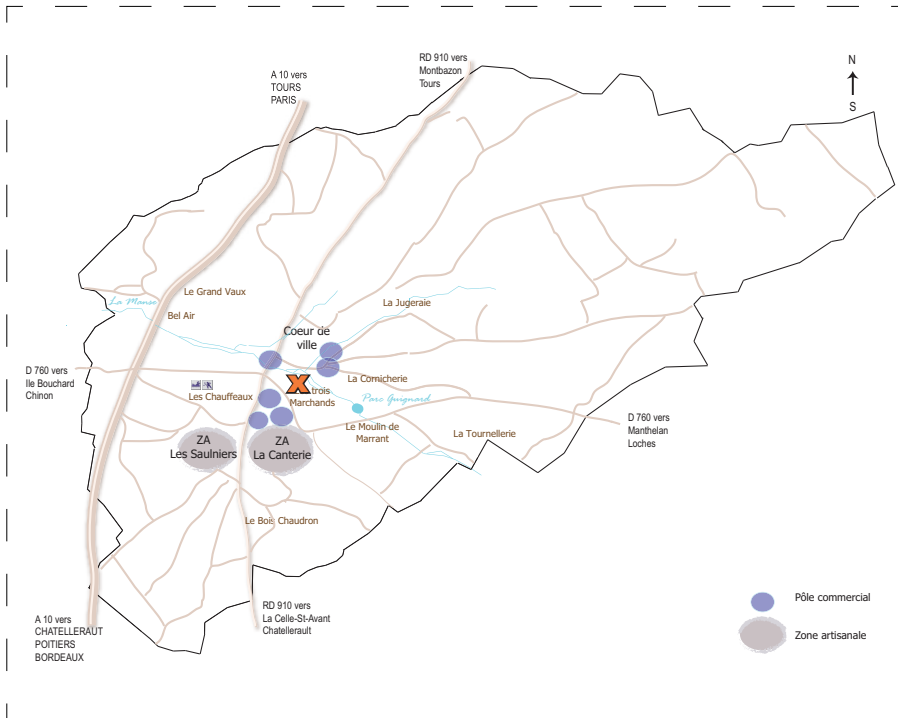 RD 910 vers
Montbazon
Tours
A 10 vers
TOURS
PARIS
N
S
Le Grand Vaux
La Manse
Bel Air
La Jugeraie
Coeur de
ville
D 760 vers
Ile Bouchard
Chinon
La Cornicherie
Les Chauffeaux
trois
Marchands
Parc Guignard
D 760 vers
Manthelan
Loches
Le Moulin de
Marrant
La Tournellerie
ZA
Les Saulniers
ZA
La Canterie
Le Bois Chaudron
RD 910 vers
La Celle-St-Avant
Chatellerault
A 10 vers
CHATELLERAUT
POITIERS
BORDEAUX
Pôle commercial
Zone artisanale